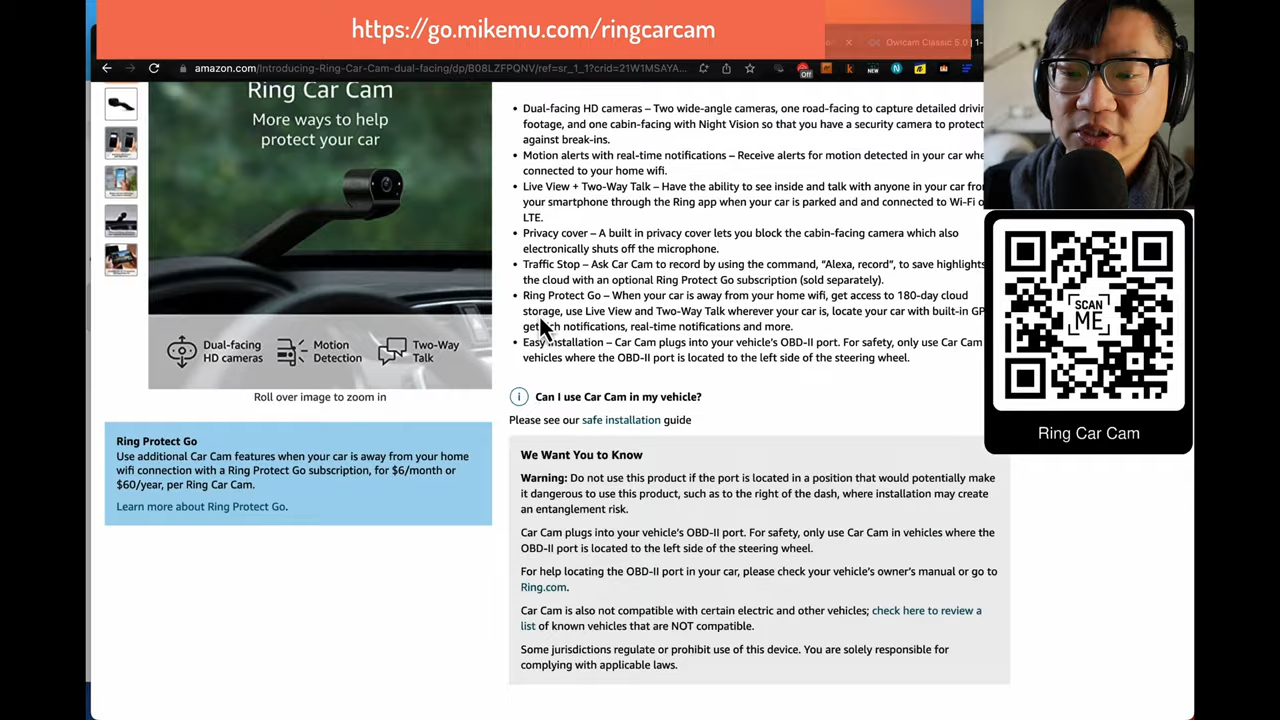 https://go.mikemu.com/ringcarcam
Owlcam Classic 5.0 | 1-
amazon.com/Introducing-Ring-Car-Cam-dual-facing/dp/B08LZFPQNV/ref=sr_1_1?crid=21W1MSAYA...
Off
NEW
Ring Car Cam
More ways to help
protect your car
Dual-facing
HD cameras
Motion
Detection
Two-Way
Talk
Roll over image to zoom in
Ring Protect Go
Use additional Car Cam features when your car is away from your home
wifi connection with a Ring Protect Go subscription, for $6/month or
$60/year, per Ring Car Cam.
Learn more about Ring Protect Go.
• Dual-facing HD cameras – Two wide-angle cameras, one road-facing to capture detailed drivin
footage, and one cabin-facing with Night Vision so that you have a security camera to protect
against break-ins.
• Motion alerts with real-time notifications – Receive alerts for motion detected in your car whe
connected to your home wifi.
• Live View + Two-Way Talk – Have the ability to see inside and talk with anyone in your car from
your smartphone through the Ring app when your car is parked and and connected to Wi-Fi o
LTE.
• Privacy cover – A built in privacy cover lets you block the cabin-facing camera which also
electronically shuts off the microphone.
• Traffic Stop – Ask Car Cam to record by using the command, “Alexa, record”, to save highlights
the cloud with an optional Ring Protect Go subscription (sold separately).
• Ring Protect Go – When your car is away from your home wifi, get access to 180-day cloud
storage, use Live View and Two-Way Talk wherever your car is, locate your car with built-in GP
notifications, real-time notifications and more.
• Easy Installation – Car Cam plugs into your vehicle’s OBD-II port. For safety, only use Car Cam
vehicles where the OBD-II port is located to the left side of the steering wheel.
Can I use Car Cam in my vehicle?
Please see our safe installation guide
We Want You to Know
Warning: Do not use this product if the port is located in a position that would potentially make
it dangerous to use this product, such as to the right of the dash, where installation may create
an entanglement risk.
Car Cam plugs into your vehicle’s OBD-II port. For safety, only use Car Cam in vehicles where the
OBD-II port is located to the left side of the steering wheel.
For help locating the OBD-II port in your car, please check your vehicle’s owner’s manual or go to
Ring.com.
Car Cam is also not compatible with certain electric and other vehicles; check here to review a
list of known vehicles that are NOT compatible.
Some jurisdictions regulate or prohibit use of this device. You are solely responsible for
complying with applicable laws.
SCAN
ME
Ring Car Cam